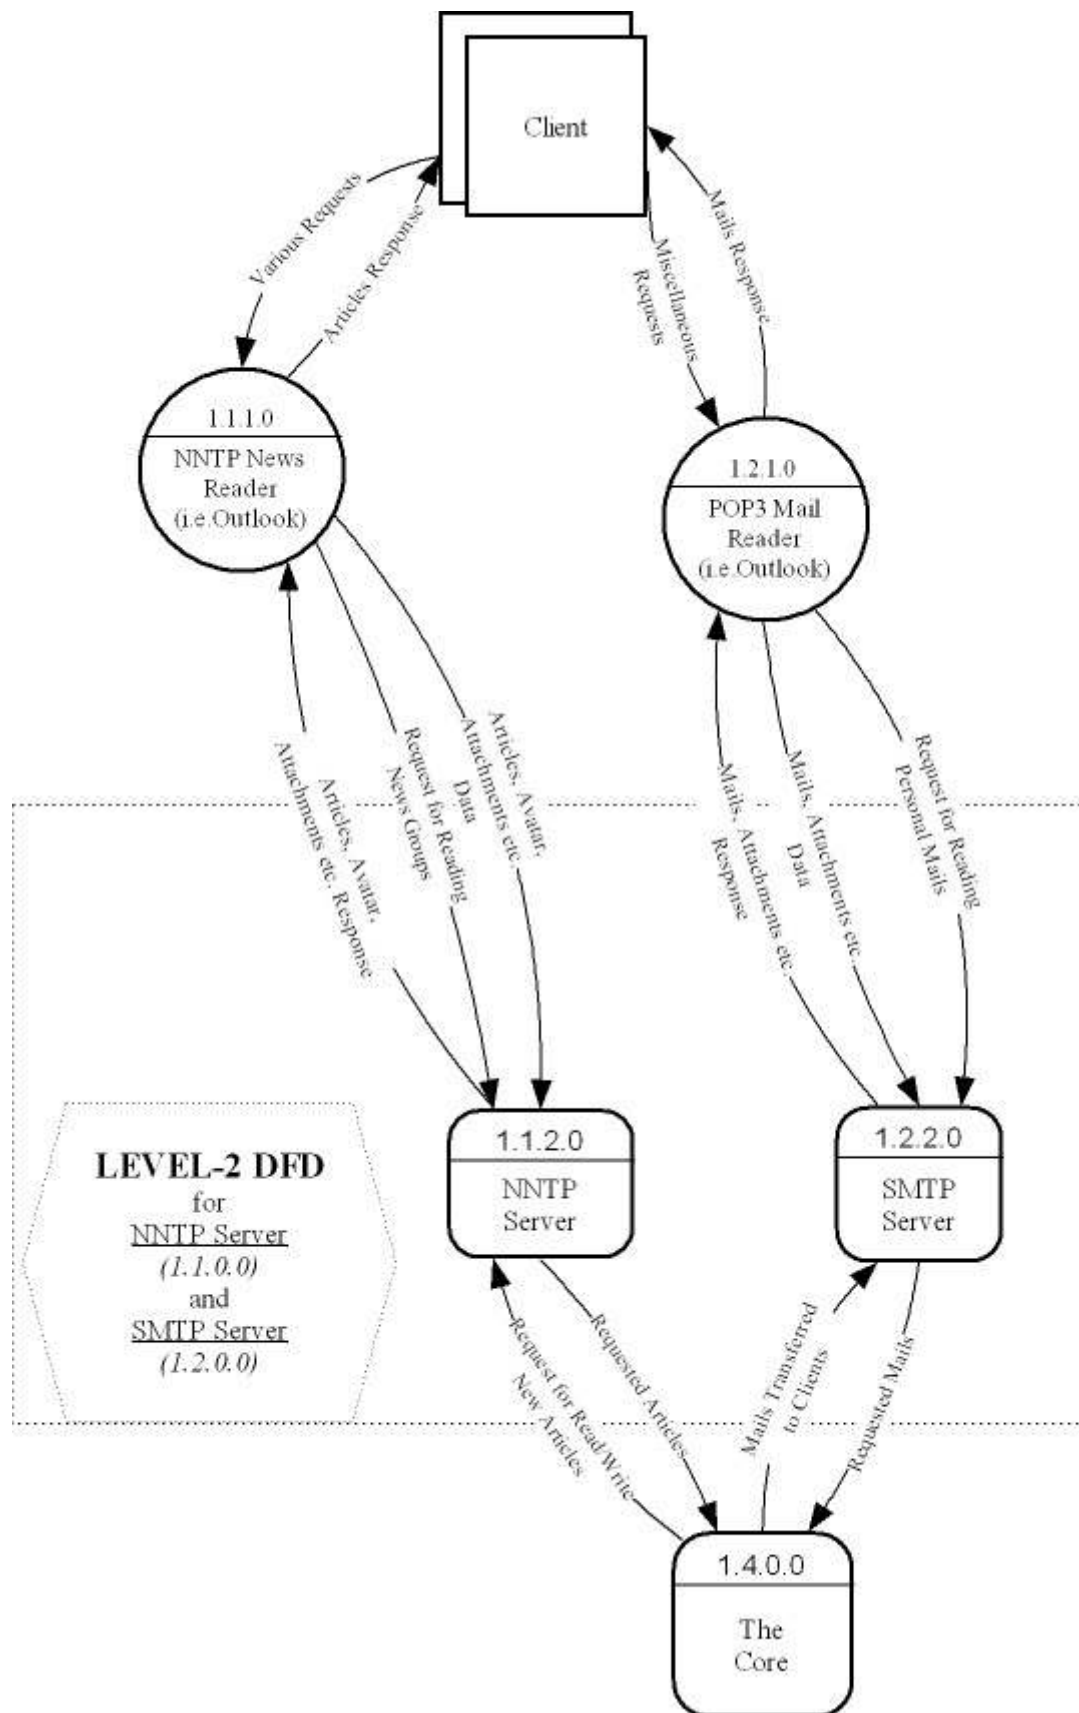 Client
Various Requests
Articles Response
Miscellaneous
Requests
Mails Response
1.1.1.0
NNTP News
Reader
(i.e.Outlook)
1.2.1.0
POP3 Mail
Reader
(i.e.Outlook)
Articles, Avatar,
Attachments etc. Response
Request for Reading
News Groups
Articles, Avatar,
Attachments etc.
Data
Mails, Attachments etc.
Response
Mails, Attachments etc.
Data
Request for Reading
Personal Mails
1.1.2.0
NNTP
Server
1.2.2.0
SMTP
Server
LEVEL-2 DFD
for
NNTP Server
(1.1.0.0)
and
SMTP Server
(1.2.0.0)
Request for Read/Write
New Articles
Requested Articles
Mails Transferred
to Clients
Requested Mails
1.4.0.0
The
Core